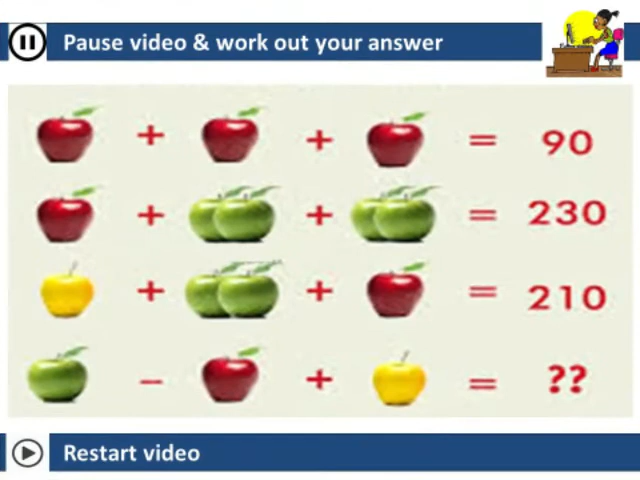 Pause video & work out your answer
+ + = 90
+ + = 230
+ + = 210
– + = ??
Restart video